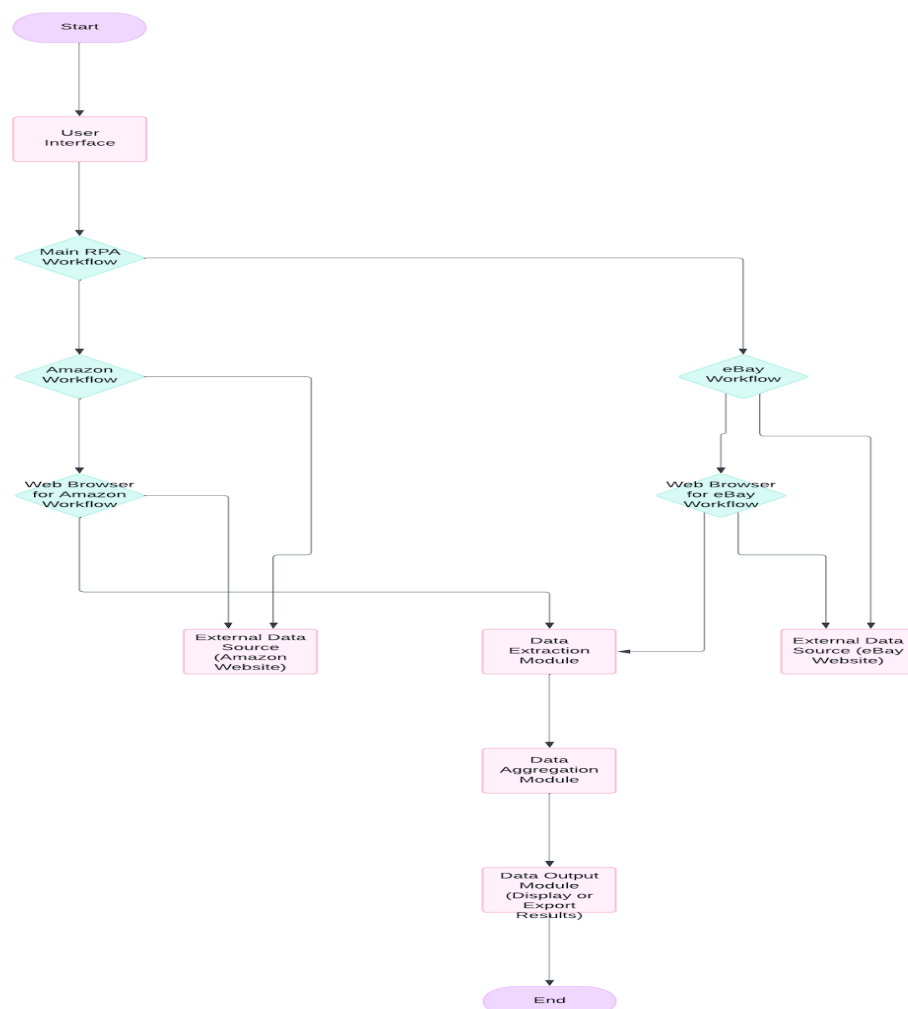 Start
User
Interface
Main RPA
Workflow
Amazon
Workflow
eBay
Workflow
Web Browser
for Amazon
Workflow
Web Browser
for eBay
Workflow
External Data
Source
(Amazon
Website)
Data
Extraction
Module
External Data
Source (eBay
Website)
Data
Aggregation
Module
Data Output
Module
(Display or
Export
Results)
End